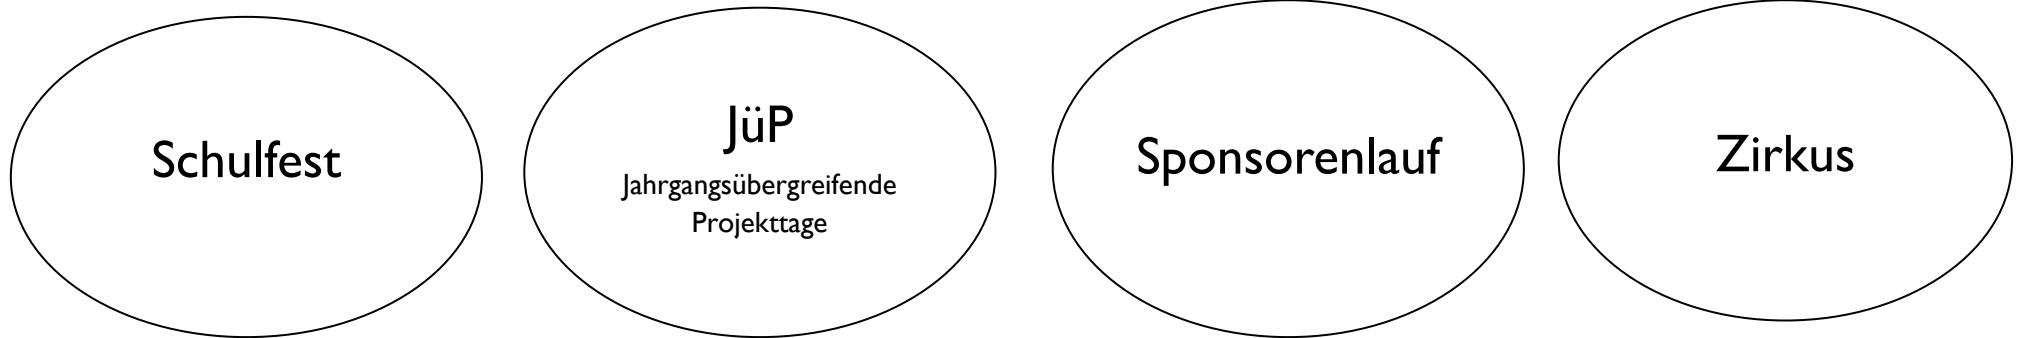 Schulfest
JüP
Jahrgangsübergreifende
Projekttage
Sponsorenlauf
Zirkus